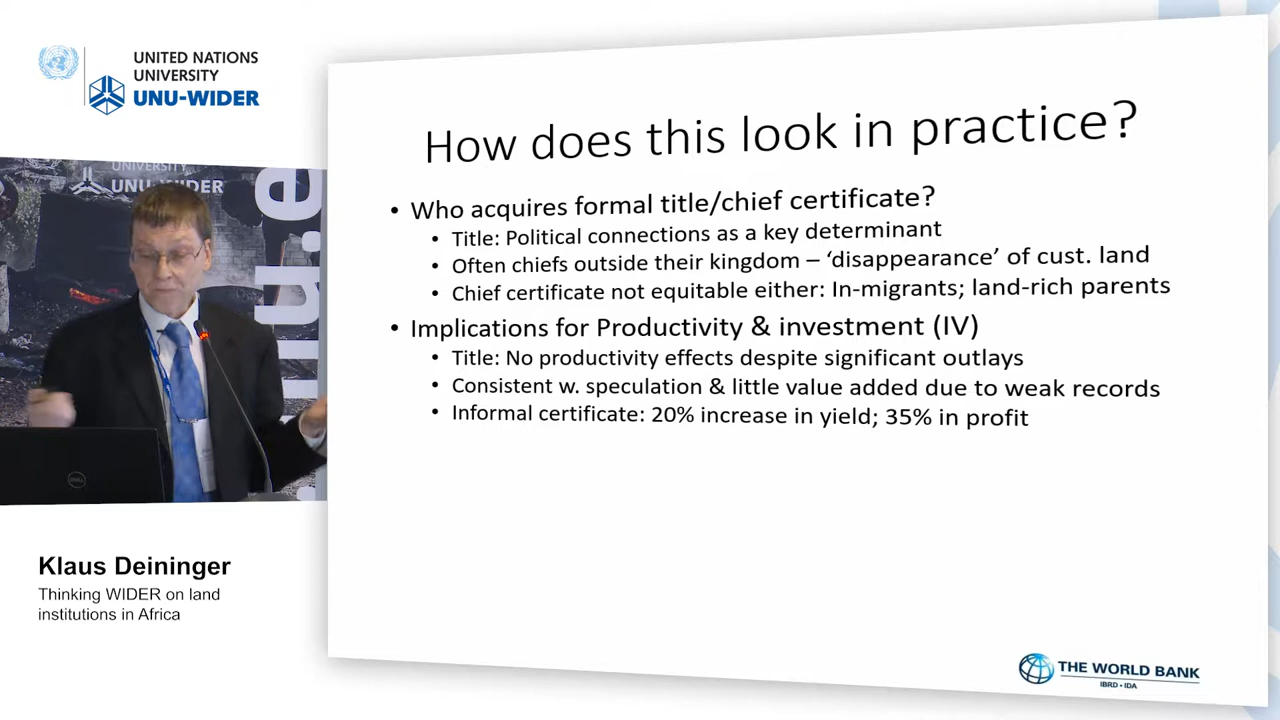 UNITED NATIONS
UNIVERSITY
UNU-WIDER
UNIVERSITY
UNU-WIDER
DELL
Klaus Deininger
Thinking WIDER on land
institutions in Africa
How does this look in practice?
• Who acquires formal title/chief certificate?
• Title: Political connections as a key determinant
• Often chiefs outside their kingdom – ‘disappearance’ of cust. land
• Chief certificate not equitable either: In-migrants; land-rich parents
• Implications for Productivity & investment (IV)
• Title: No productivity effects despite significant outlays
• Consistent w. speculation & little value added due to weak records
• Informal certificate: 20% increase in yield; 35% in profit
THE WORLD BANK
IBRD • IDA